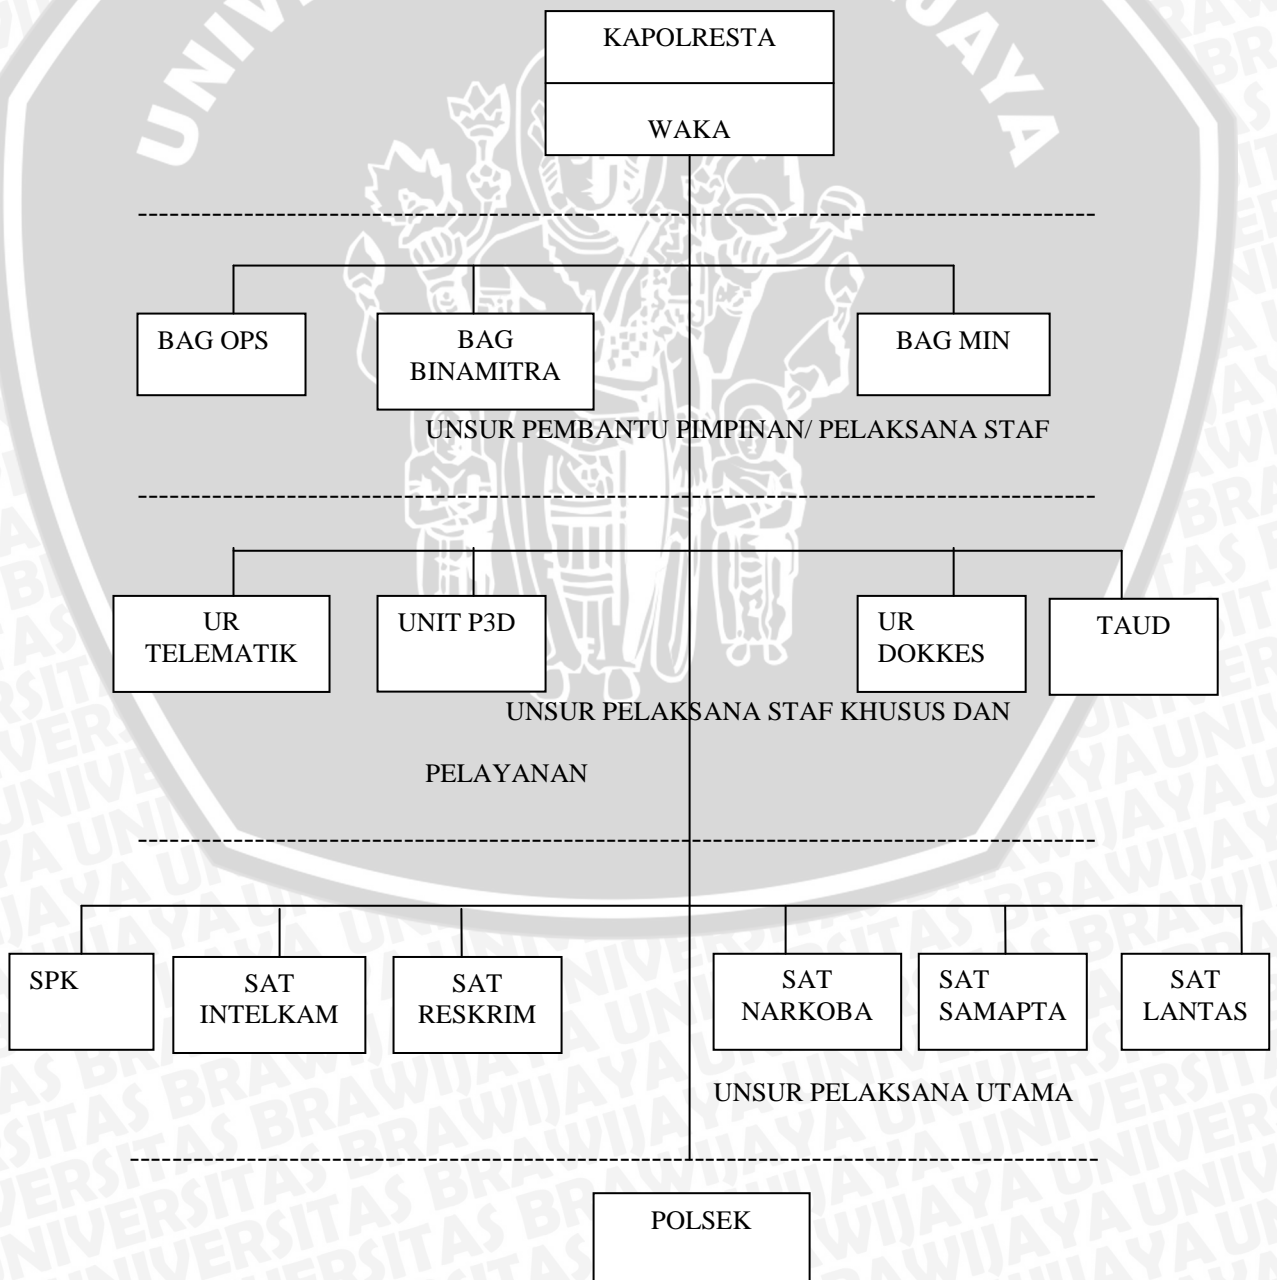 KAPOLRESTA
WAKA
BAG OPS
BAG
BINAMITRA
BAG MIN
UNSUR PEMBANTU PIMPINAN/ PELAKSANA STAF
UR
TELEMATIK
UNIT P3D
UR
DOKKES
TAUD
UNSUR PELAKSANA STAF KHUSUS DAN
PELAYANAN
SPK
SAT
INTELKAM
SAT
RESKRIM
SAT
NARKOBA
SAT
SAMAPTA
SAT
LANTAS
UNSUR PELAKSANA UTAMA
POLSEK